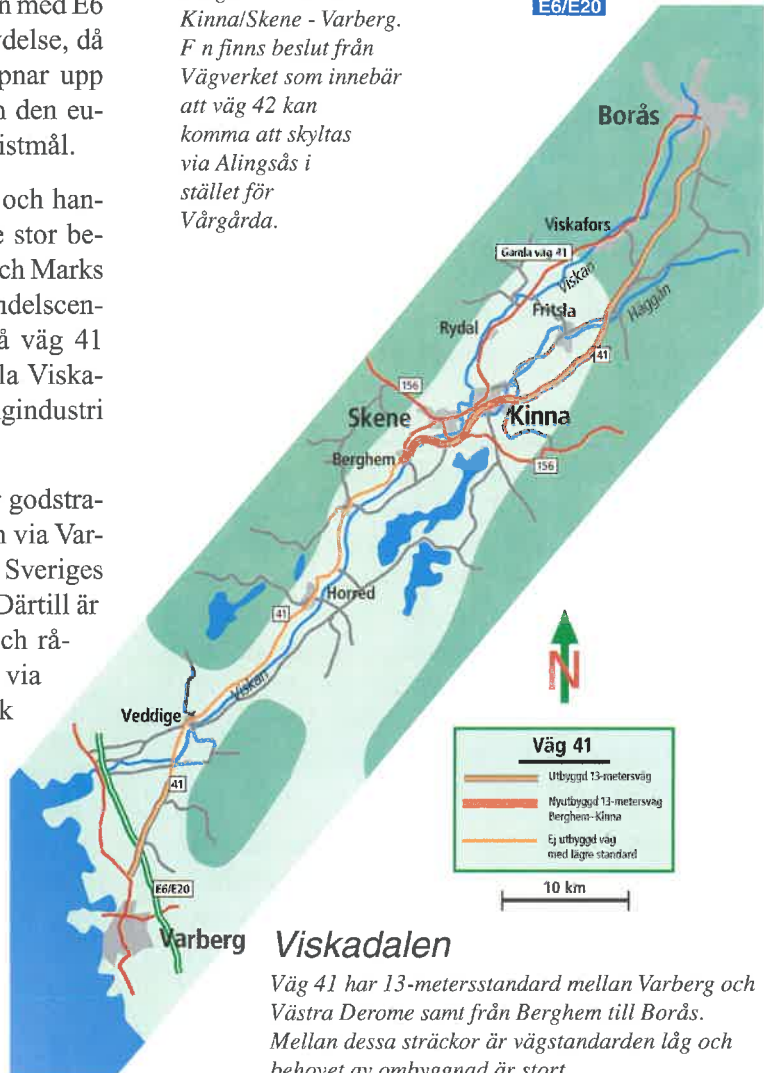 n med E6
delse, då
pnar upp
n den eu-
istmål.
och han-
e stor be-
ch Marks
ndelscen-
å väg 41
la Viska-
gindustri
godstra-
n via Var-
Sveriges
Därtill är
ch rå-
via
k
Kinna/Skene - Varberg.
F n finns beslut från
Vägverket som innebär
att väg 42 kan
komma att skyltas
via Alingsås i
stället för
Vårgårda.
E6/E20
Borås
Viskafors
Gamla väg 41
Viskan
Fritsla
Häggån
Rydal
41
156
Skene
Kinna
Berghem
156
41
Horred
Viskan
Veddige
41
E6/E20
Varberg
N
Väg 41
Utbyggd 13-metersväg
Nyutbyggd 13-metersväg
Berghem-Kinna
Ej utbyggd väg
med lägre standard
10 km
Viskadalen
Väg 41 har 13-metersstandard mellan Varberg och
Västra Derome samt från Berghem till Borås.
Mellan dessa sträckor är vägstandarden låg och
behovet av ombyggnad är stort